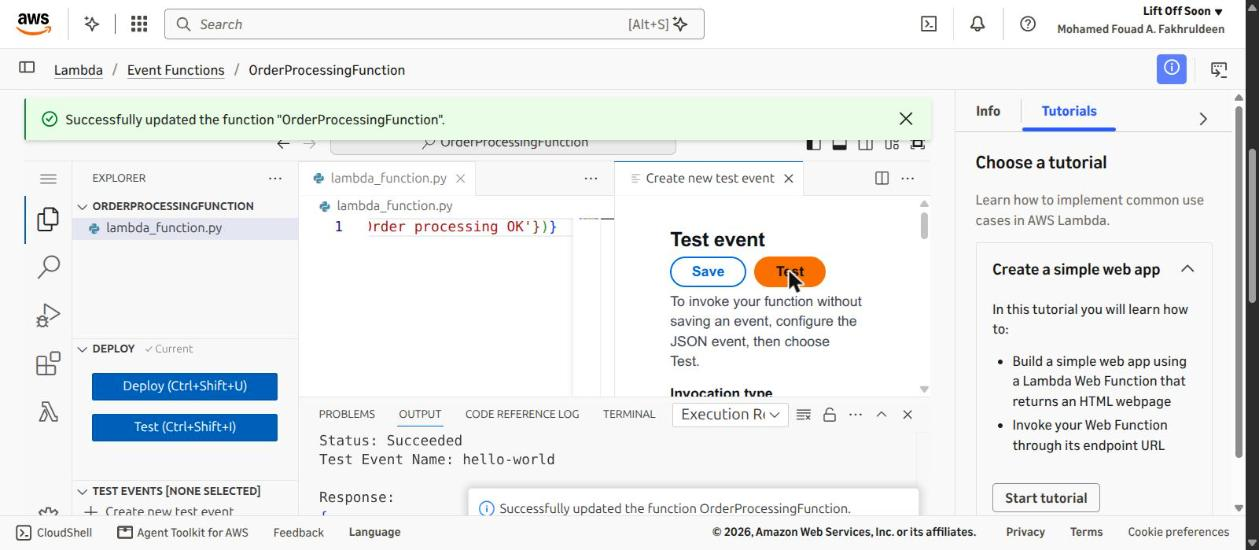 aws
Search
[Alt+S]
Lift Off Soon ▼
Mohamed Fouad A. Fakhruldeen
Lambda / Event Functions / OrderProcessingFunction
Successfully updated the function "OrderProcessingFunction".
OrderProcessingFunction
EXPLORER
ORDERPROCESSINGFUNCTION
lambda_function.py
DEPLOY ✓ Current
Deploy (Ctrl+Shift+U)
Test (Ctrl+Shift+I)
TEST EVENTS [NONE SELECTED]
+ Create new test event
lambda_function.py
lambda_function.py
1 Order processing OK'})}
Create new test event
Test event
Save
Test
To invoke your function without
saving an event, configure the
JSON event, then choose
Test.
Invocation type
PROBLEMS OUTPUT CODE REFERENCE LOG TERMINAL
Execution Re
Status: Succeeded
Test Event Name: hello-world
Response:
{
Successfully updated the function OrderProcessingFunction.
Info
Tutorials
Choose a tutorial
Learn how to implement common use
cases in AWS Lambda.
Create a simple web app
In this tutorial you will learn how
to:
• Build a simple web app using
a Lambda Web Function that
returns an HTML webpage
• Invoke your Web Function
through its endpoint URL
Start tutorial
CloudShell
Agent Toolkit for AWS
Feedback
Language
© 2026, Amazon Web Services, Inc. or its affiliates.
Privacy
Terms
Cookie preferences